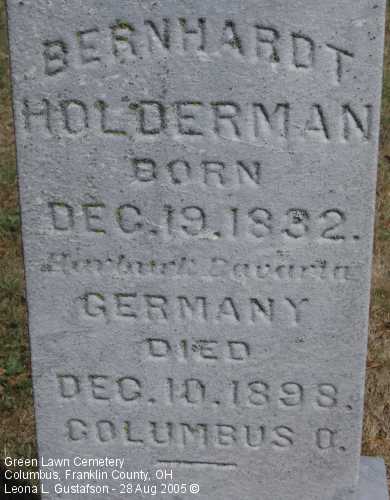 BERNHARDT
HOLDERMAN
BORN
DEC. 19. 1832.
Bavaria
GERMANY
DIED
DEC. 10. 1898.
COLUMBUS O.
Green Lawn Cemetery
Columbus, Franklin County, OH
Leona L. Gustafson - 28 Aug 2005 ©